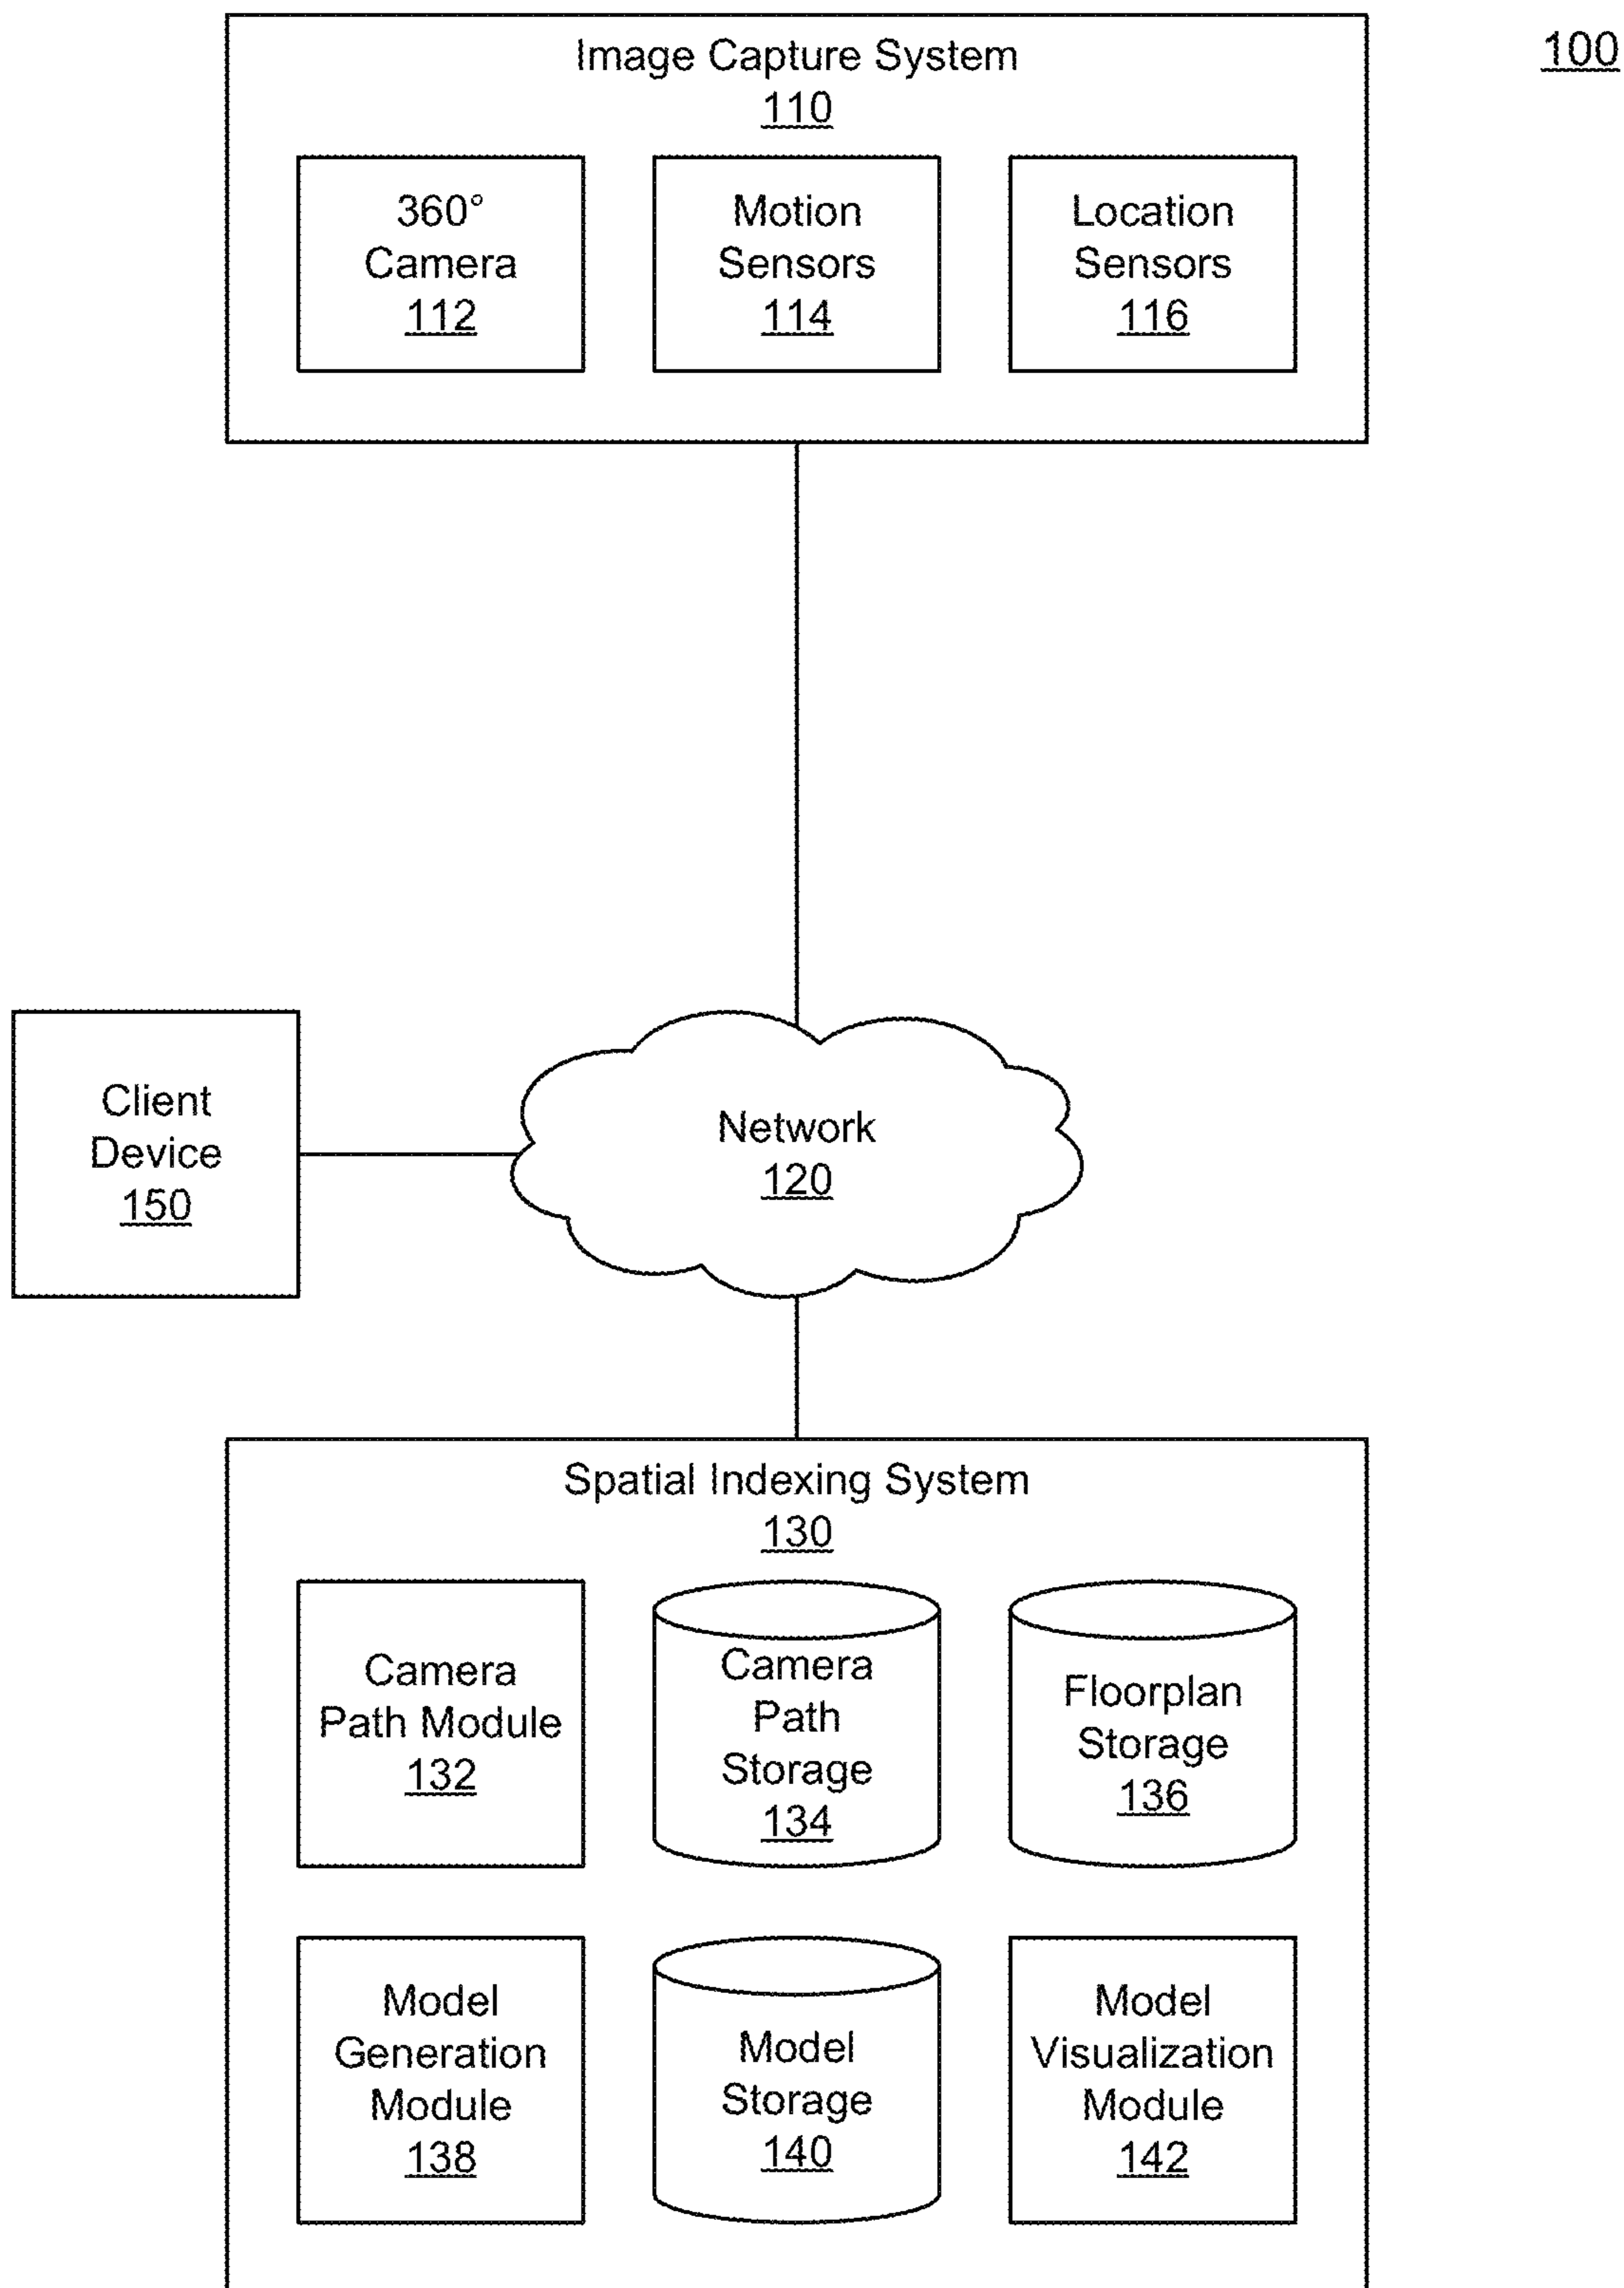 100
Image Capture System
110
360°
Camera
112
Motion
Sensors
114
Location
Sensors
116
Client
Device
150
Network
120
Spatial Indexing System
130
Camera
Path Module
132
Camera
Path
Storage
134
Floorplan
Storage
136
Model
Generation
Module
138
Model
Storage
140
Model
Visualization
Module
142